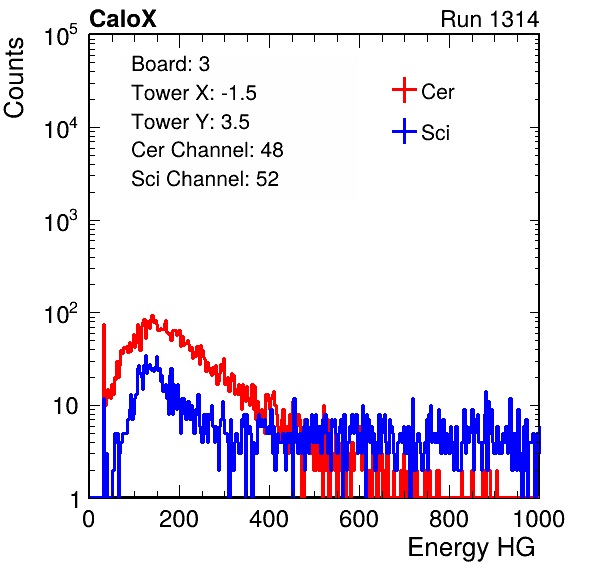 CaloX Run 1314
Counts
10^5
10^4
10^3
10^2
10
1
Board: 3
Tower X: -1.5
Tower Y: 3.5
Cer Channel: 48
Sci Channel: 52
Cer
Sci
0 200 400 600 800 1000
Energy HG